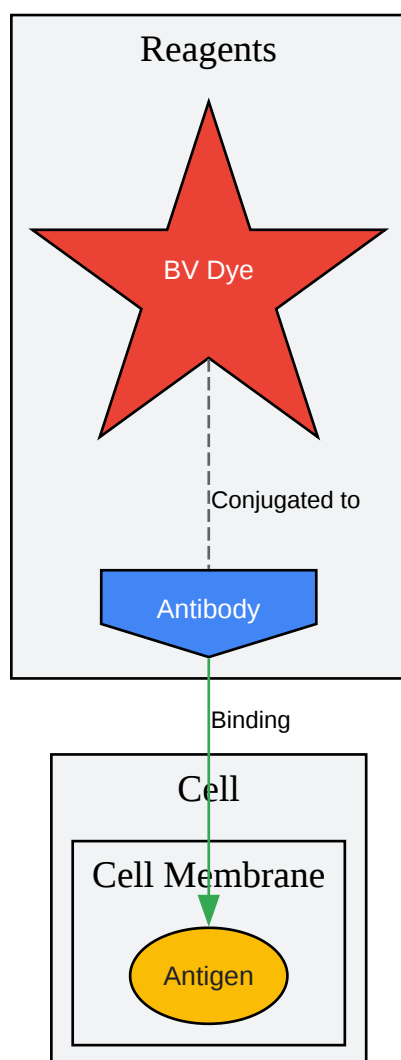 Reagents
BV Dye
Conjugated to
Antibody
Binding
Cell
Cell Membrane
Antigen